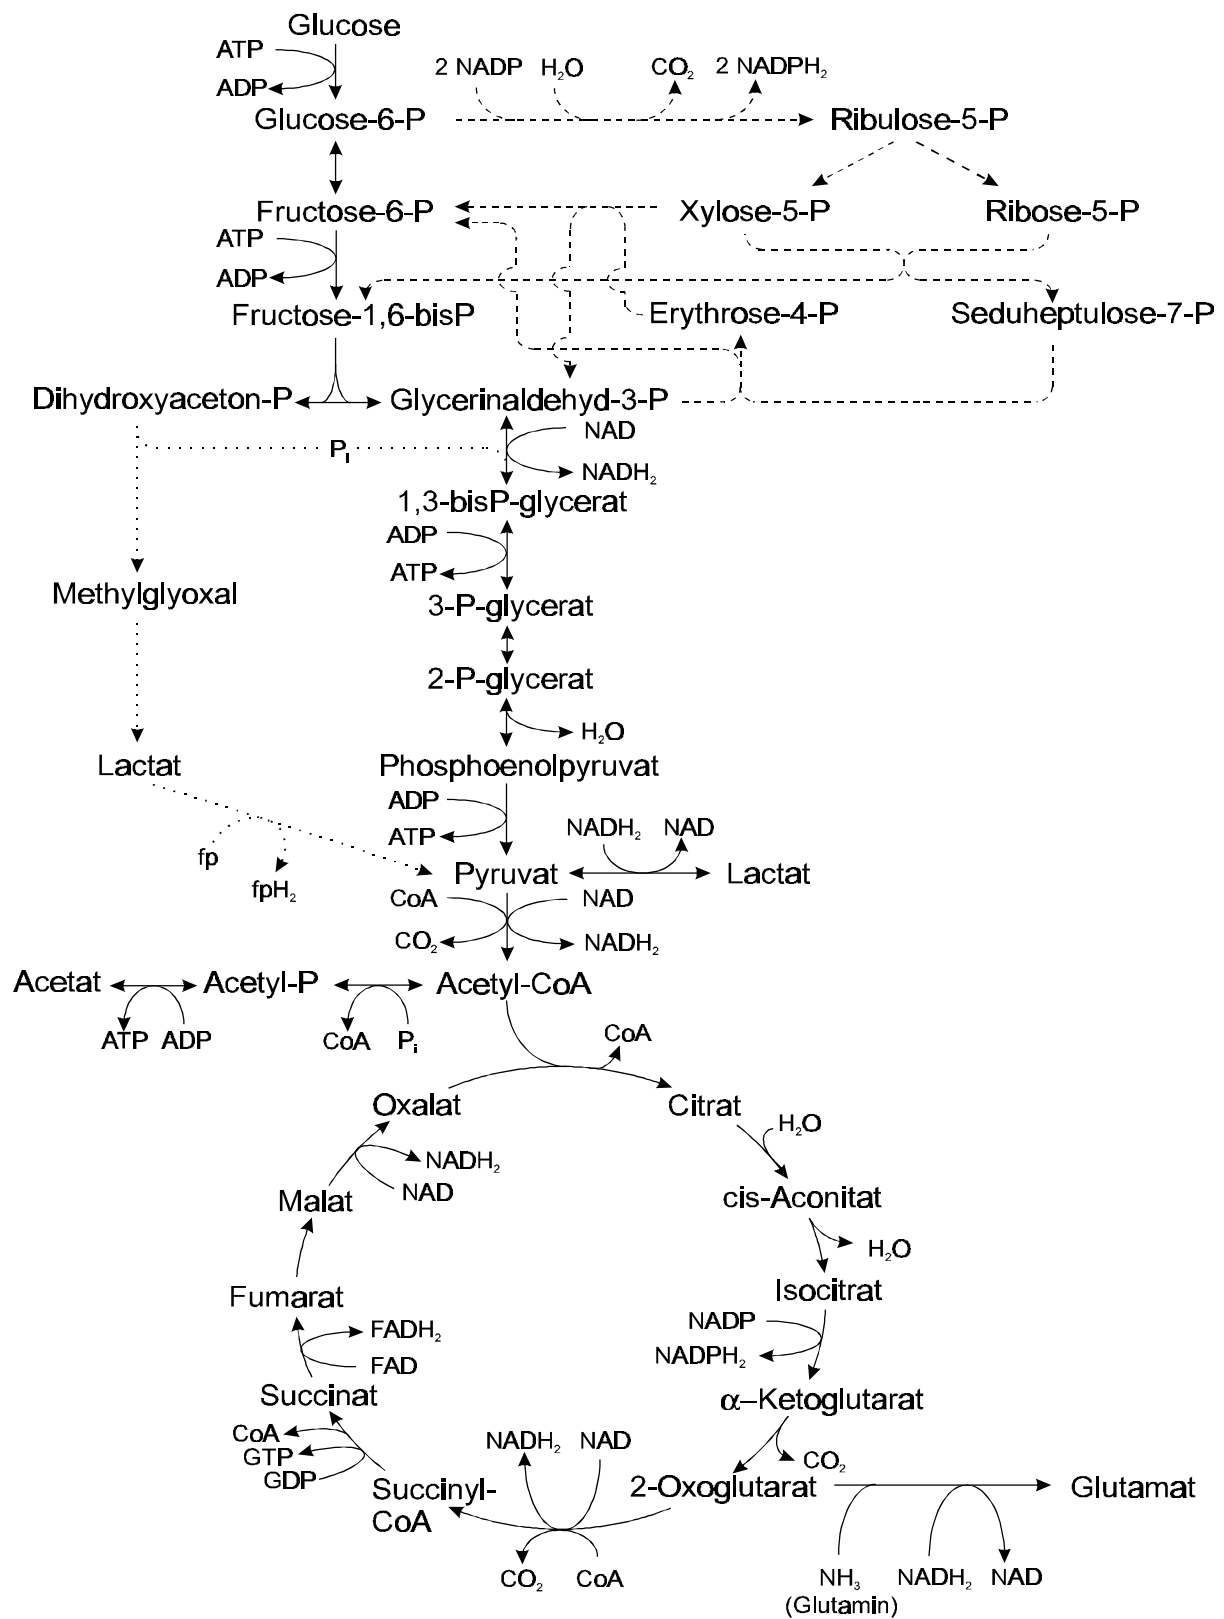 Glucose
ATP
ADP
2 NADP
H₂O
CO₂
2 NADPH₂
Glucose-6-P
Ribulose-5-P
Fructose-6-P
Xylose-5-P
Ribose-5-P
ATP
ADP
Fructose-1,6-bisP
Erythrose-4-P
Seduheptulose-7-P
Dihydroxyaceton-P
Glycerinaldehyd-3-P
NAD
Pᵢ
NADH₂
1,3-bisP-glycerat
ADP
ATP
Methylglyoxal
3-P-glycerat
2-P-glycerat
H₂O
Lactat
Phosphoenolpyruvat
ADP
ATP
NADH₂
NAD
fp
fpH₂
Pyruvat
Lactat
CoA
NAD
CO₂
NADH₂
Acetat
Acetyl-P
Acetyl-CoA
ATP
ADP
CoA
Pᵢ
CoA
Oxalat
Citrat
H₂O
NADH₂
NAD
Malat
cis-Aconitat
H₂O
Fumarat
Isocitrat
FADH₂
FAD
NADP
NADPH₂
Succinat
α–Ketoglutarat
CoA
GTP
GDP
NADH₂
NAD
CO₂
Succinyl-
CoA
2-Oxoglutarat
Glutamat
CO₂
CoA
NH₃
(Glutamin)
NADH₂
NAD